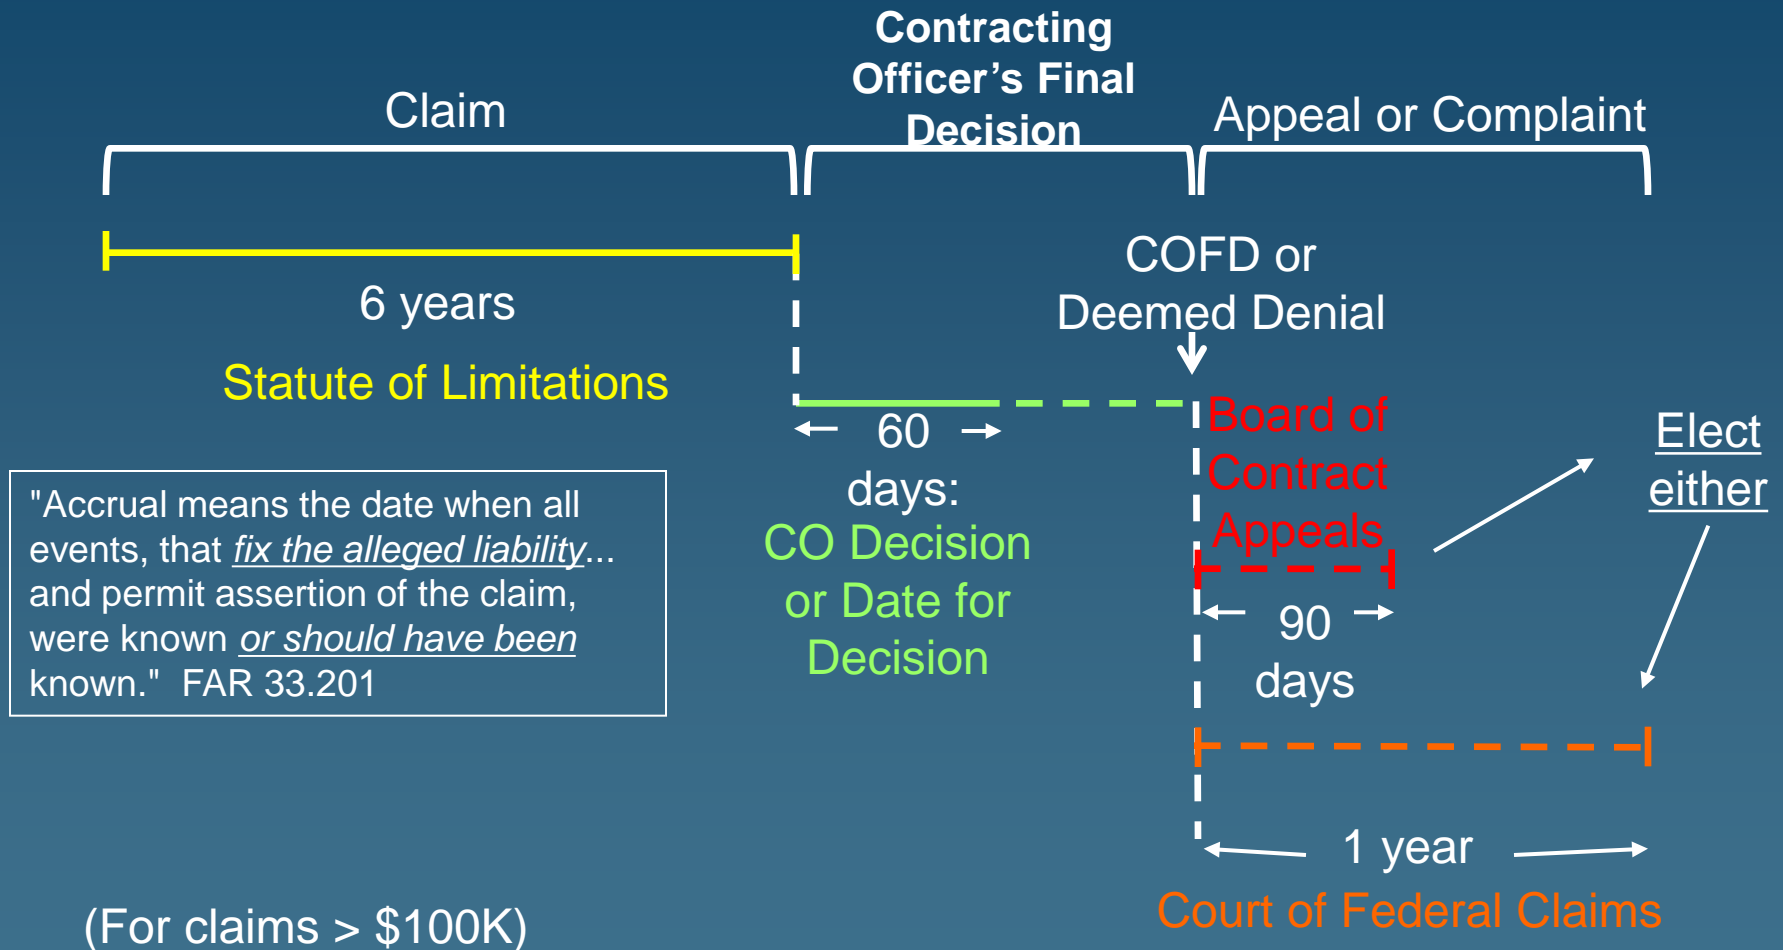 Contracting
Officer’s Final
Decision
Claim
Appeal or Complaint
6 years
Statute of Limitations
COFD or
Deemed Denial
60
days:
CO Decision
or Date for
Decision
Board of
Contract
Appeals
90
days
Elect
either
"Accrual means the date when all
events, that fix the alleged liability...
and permit assertion of the claim,
were known or should have been
known."  FAR 33.201
1 year
Court of Federal Claims
(For claims > $100K)